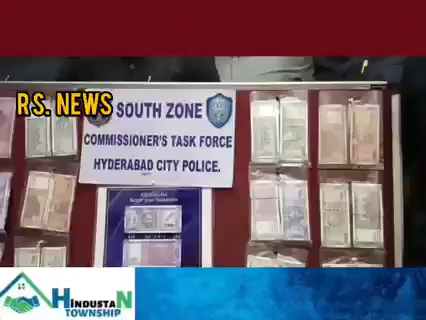 RS. NEWS
SOUTH ZONE
COMMISSIONER'S TASK FORCE
HYDERABAD CITY POLICE.
HINDUSTAN
TOWNSHIP